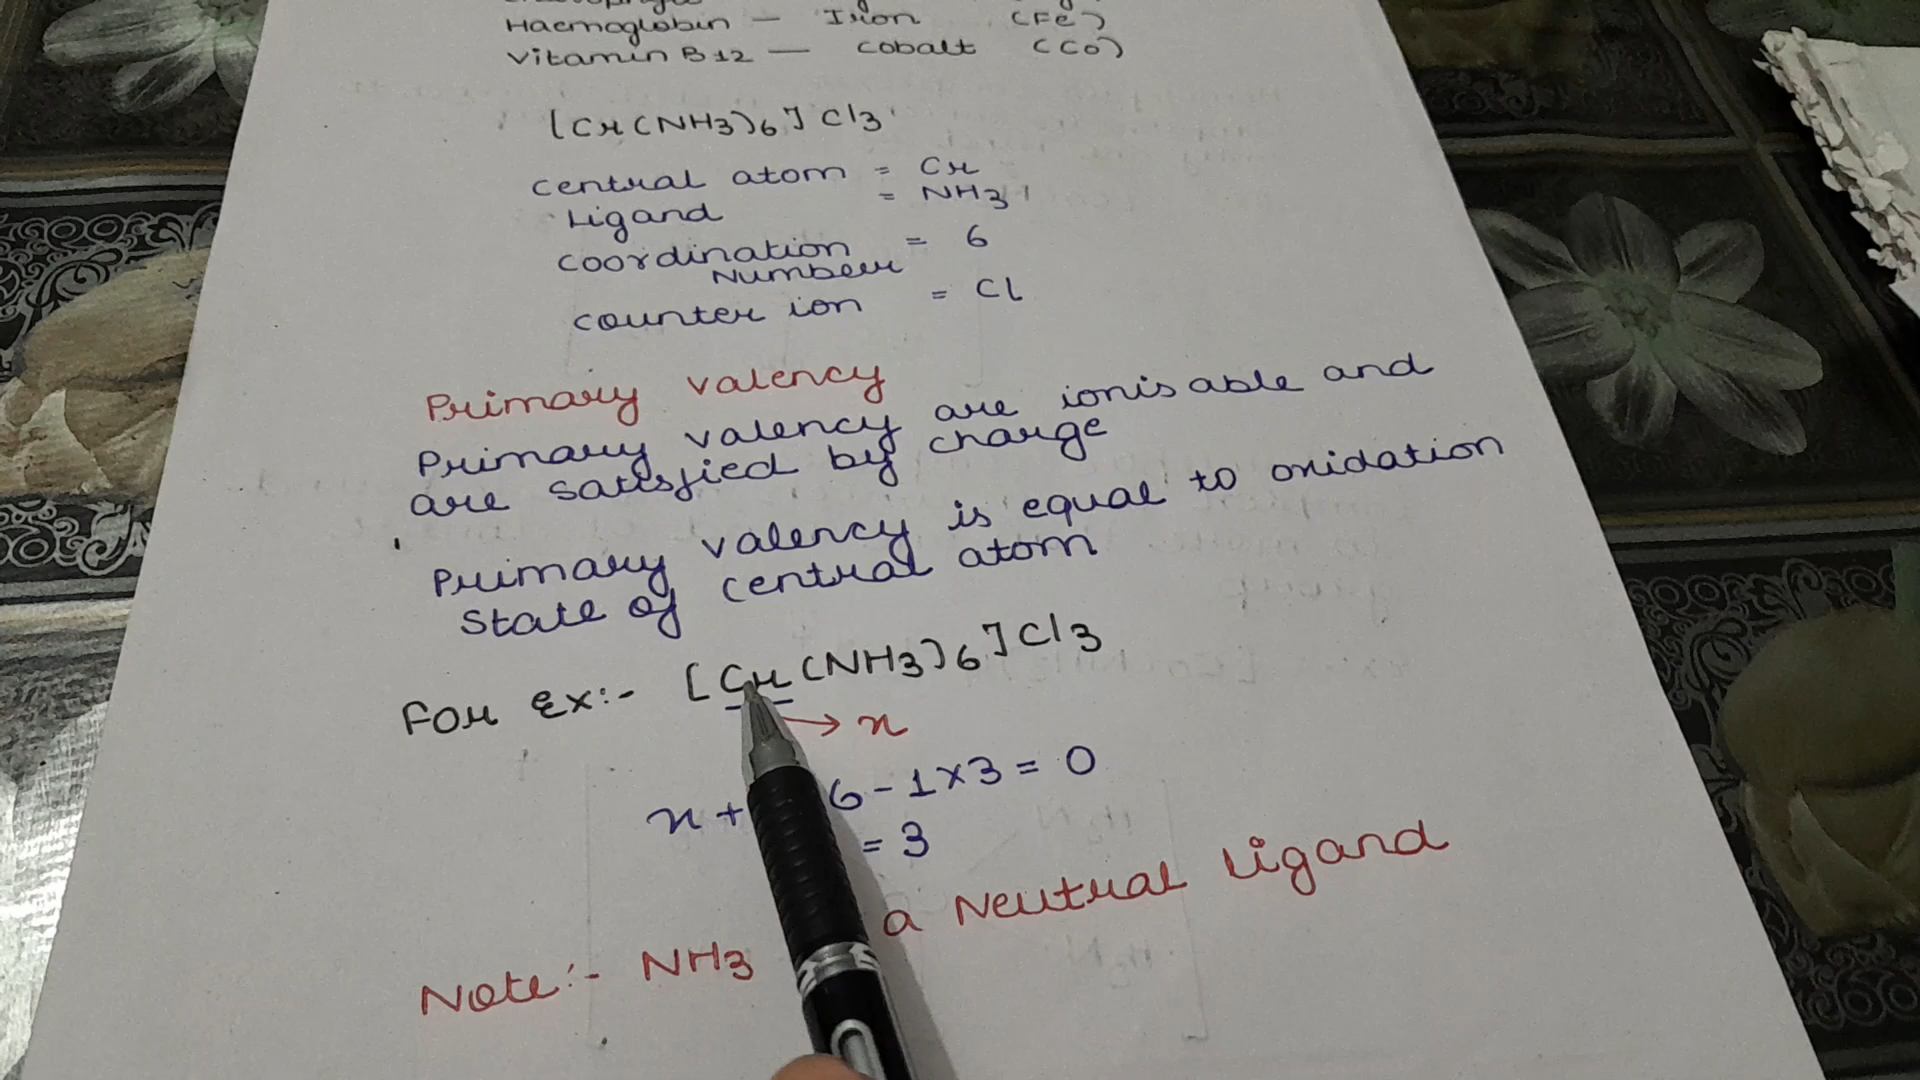 Haemoglobin — Iron (Fe)
Vitamin B12 — Cobalt (Co)
[Cr(NH3)6]Cl3
central atom = Cr
Ligand = NH3
coordination = 6
Number
counter ion = Cl
Primary valency
Primary valency are ionisable and
are satisfied by charge
Primary valency is equal to oxidation
state of central atom
For Ex:- [Cr(NH3)6]Cl3
→ x
x + 6 - 1×3 = 0
= 3
Note:- NH3 a Neutral Ligand